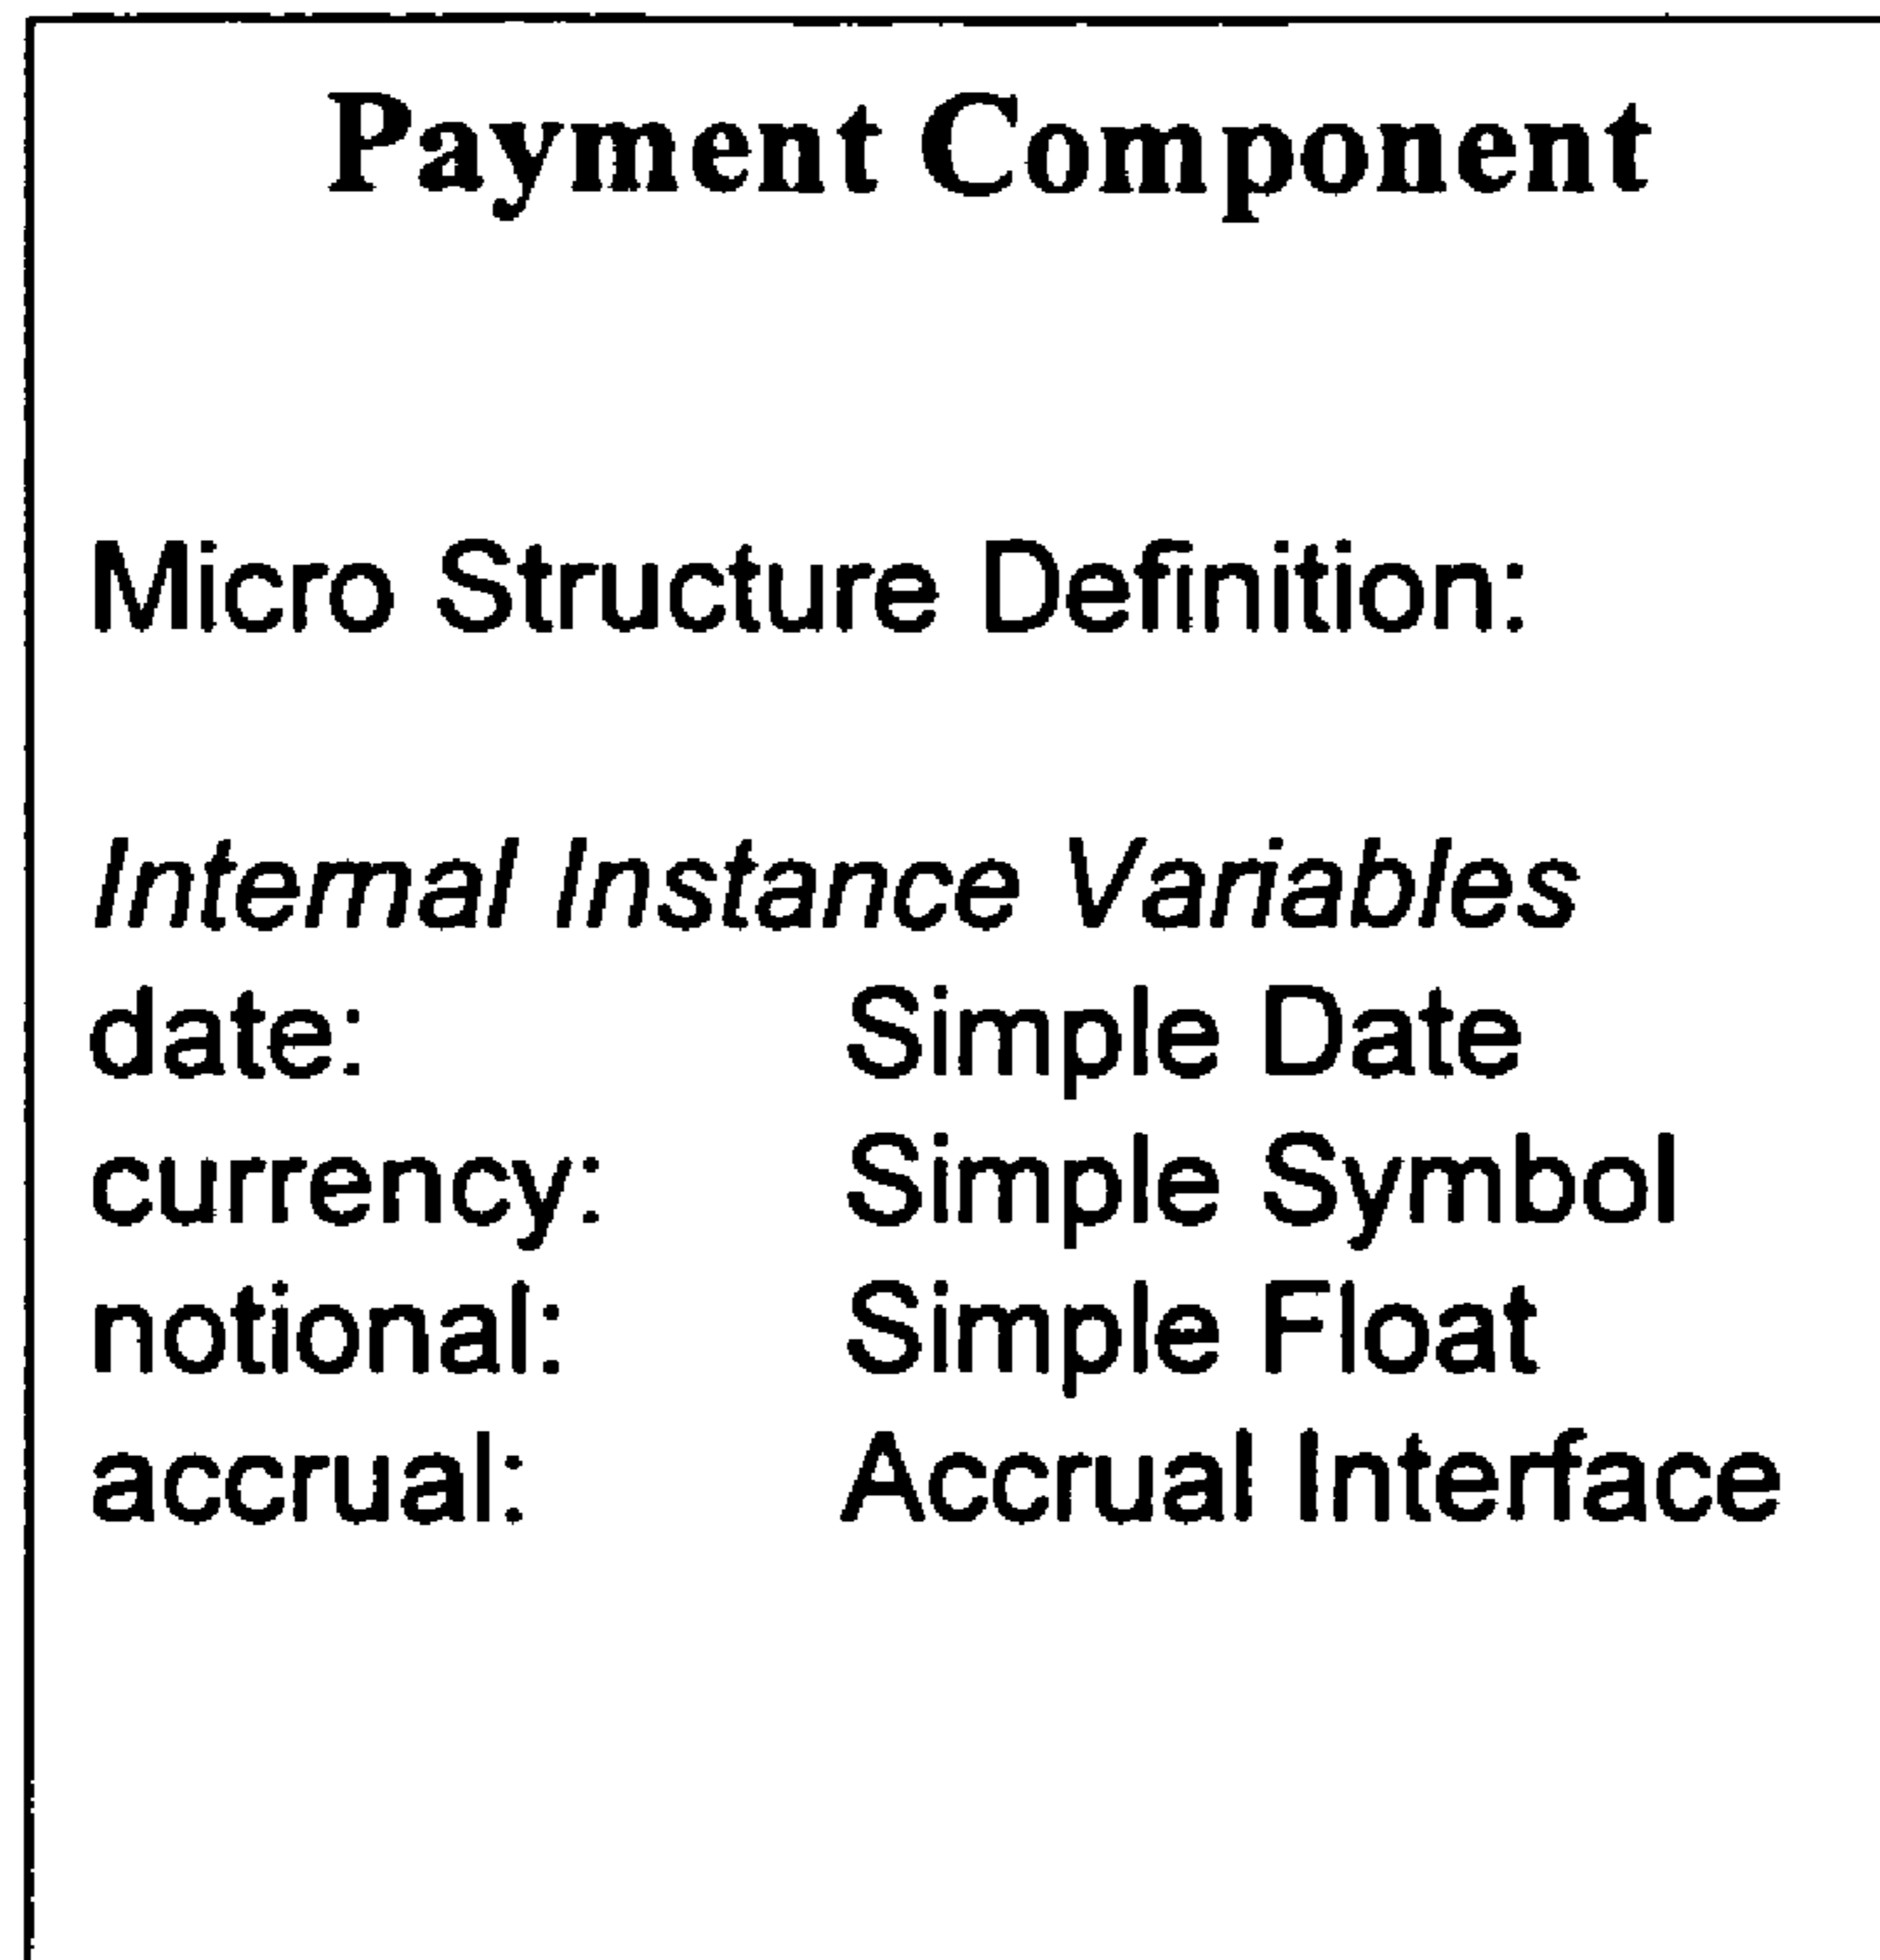 Payment Component
Micro Structure Definition:
Internal Instance Variables
date: Simple Date
currency: Simple Symbol
notional: Simple Float
accrual: Accrual Interface